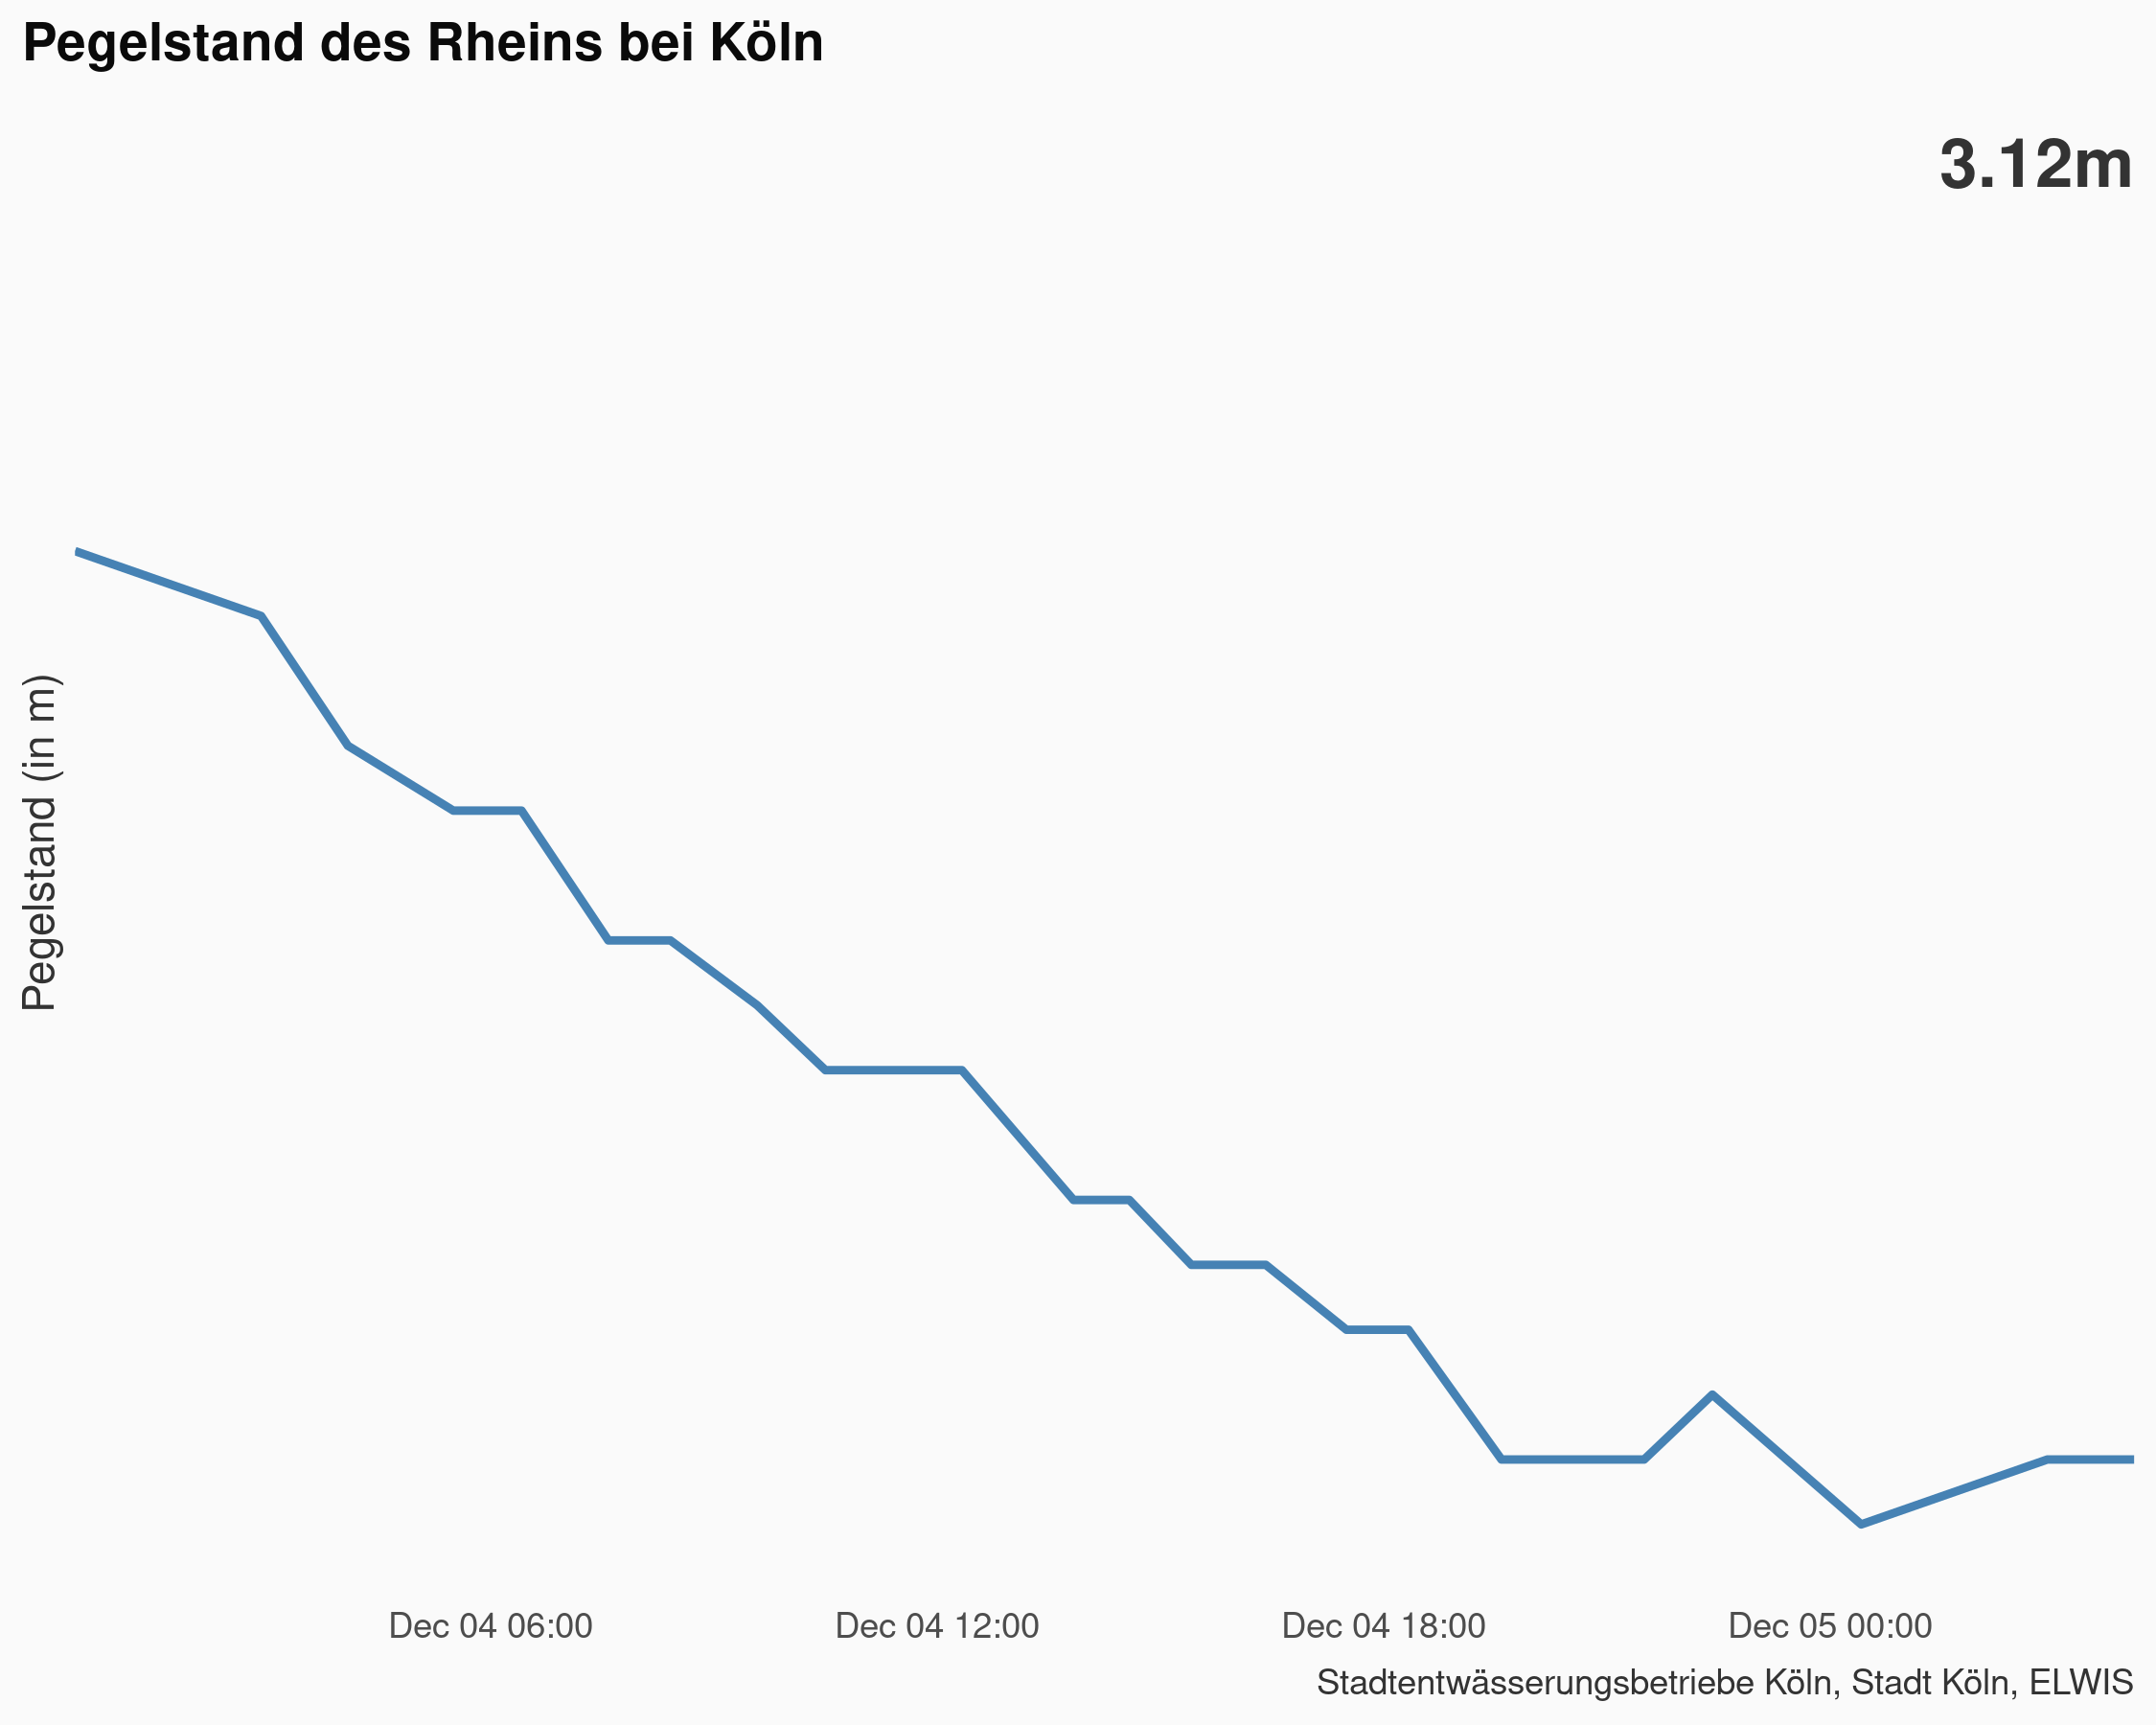 Pegelstand des Rheins bei Köln
3.12m
Pegelstand (in m)
Dec 04 06:00
Dec 04 12:00
Dec 04 18:00
Dec 05 00:00
Stadtentwässerungsbetriebe Köln, Stadt Köln, ELWIS